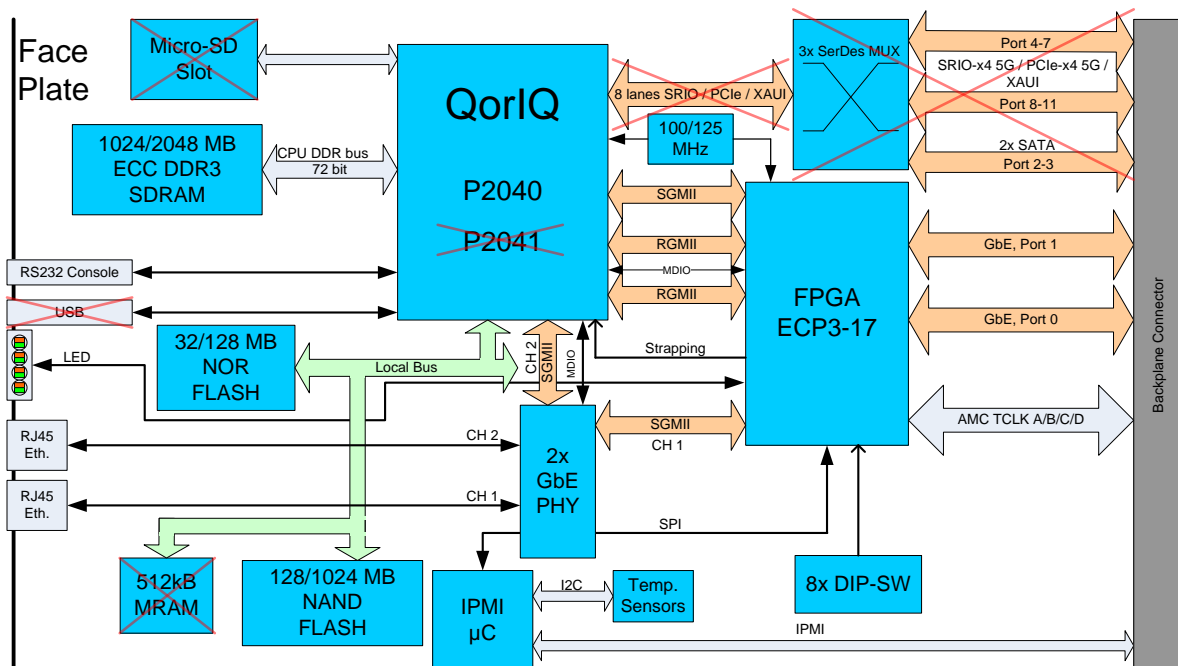 Face
Plate
Micro-SD
Slot
QorIQ
P2040
P2041
1024/2048 MB
ECC DDR3
SDRAM
CPU DDR bus
72 bit
8 lanes SRIO / PCIe / XAUI
3x SerDes MUX
Port 4-7
SRIO-x4 5G / PCIe-x4 5G /
XAUI
Port 8-11
2x SATA
Port 2-3
100/125
MHz
SGMII
RGMII
MDIO
RGMII
FPGA
ECP3-17
GbE, Port 1
GbE, Port 0
Backplane Connector
RS232 Console
USB
LED
32/128 MB
NOR
FLASH
Local Bus
CH 2
SGMII
MDIO
Strapping
AMC TCLK A/B/C/D
RJ45
Eth.
CH 2
RJ45
Eth.
CH 1
2x
GbE
PHY
SGMII
CH 1
SPI
512kB
MRAM
128/1024 MB
NAND
FLASH
IPMI
µC
I2C
Temp.
Sensors
8x DIP-SW
IPMI